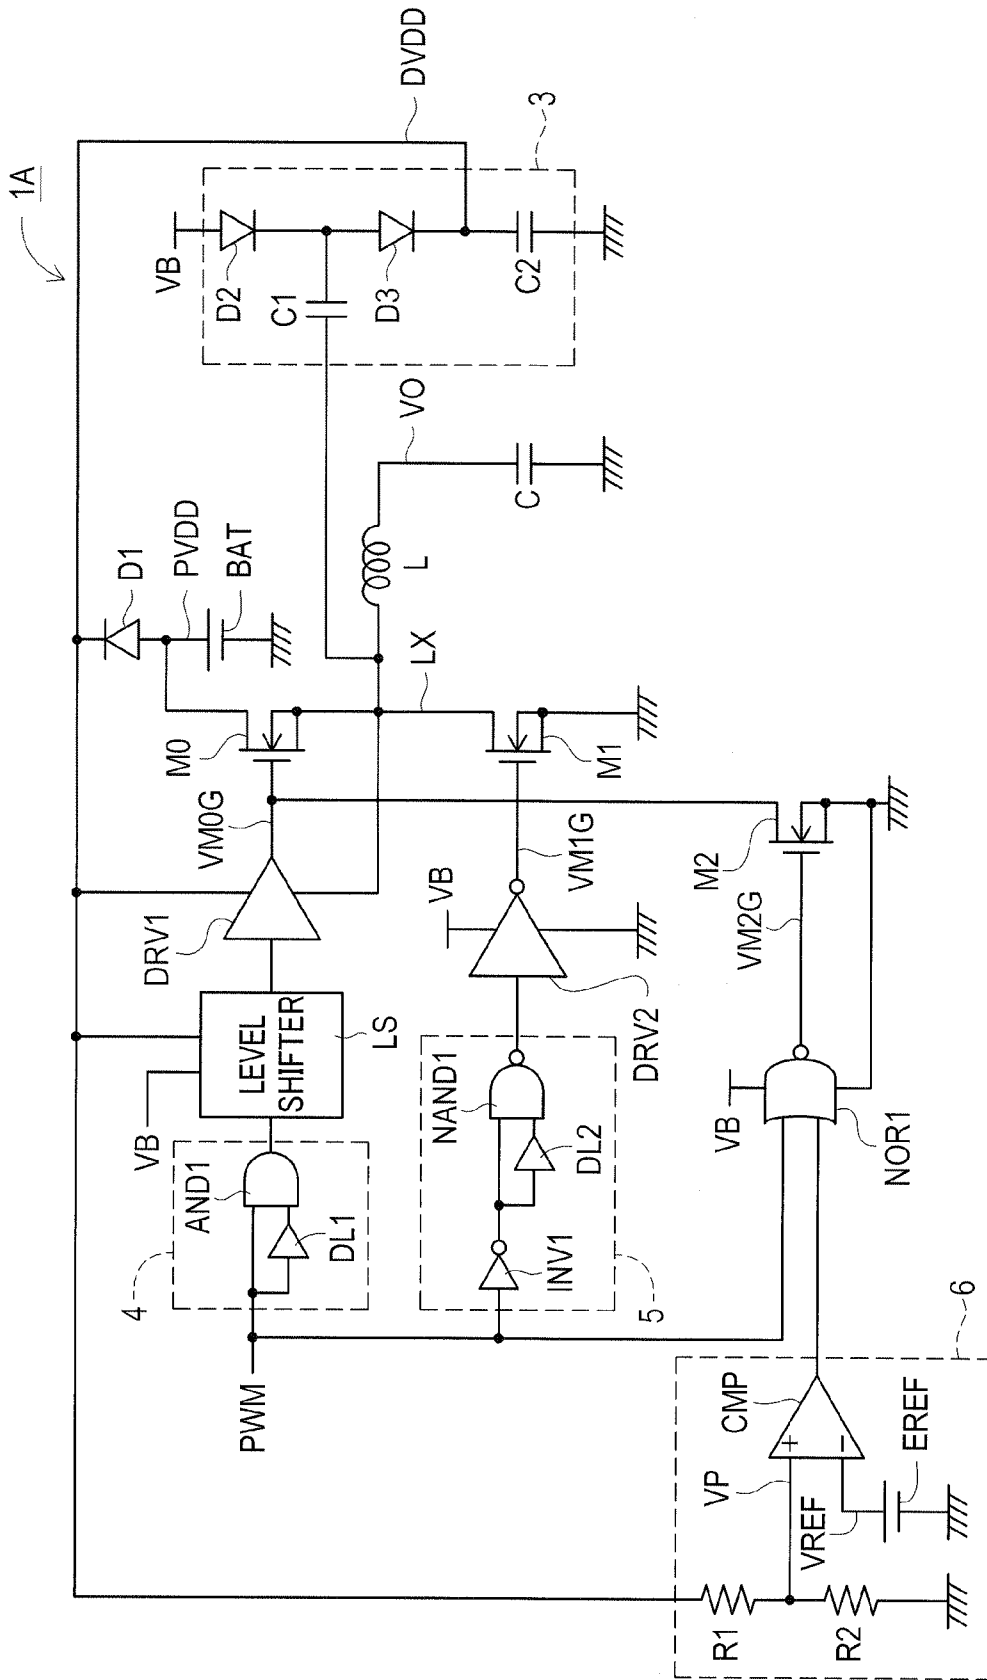 1A
DVDD
3
VB
D2
C1
D3
C2
VO
C
L
D1
PVDD
BAT
LX
M0
M1
VM0G
DRV1
LEVEL
SHIFTER
LS
VB
AND1
DL1
4
VB
VM1G
DRV2
NAND1
DL2
INV1
5
M2
VM2G
VB
NOR1
PWM
6
CMP
+
−
VP
VREF
EREF
R1
R2